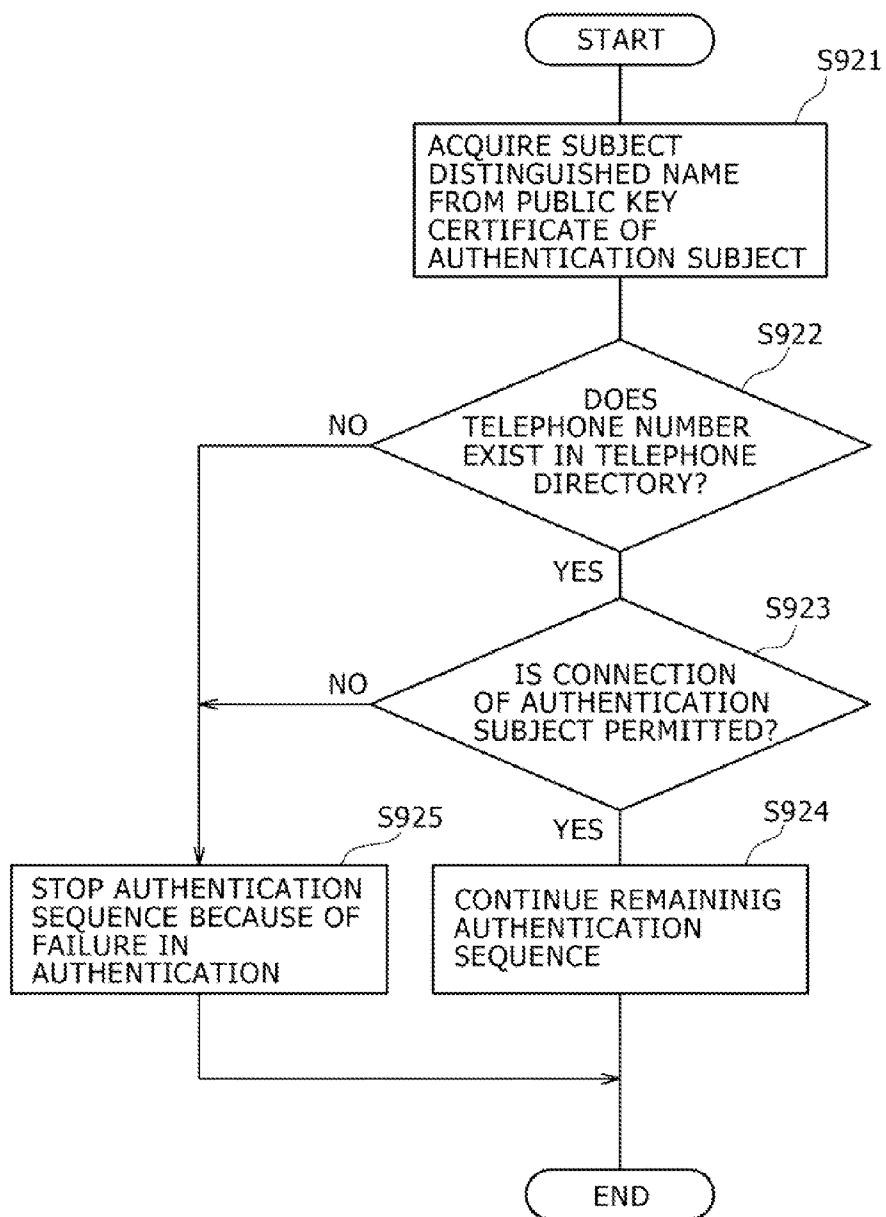 START
S921
ACQUIRE SUBJECT
DISTINGUISHED NAME
FROM PUBLIC KEY
CERTIFICATE OF
AUTHENTICATION SUBJECT
S922
DOES
TELEPHONE NUMBER
EXIST IN TELEPHONE
DIRECTORY?
NO
YES
S923
IS CONNECTION
OF AUTHENTICATION
SUBJECT PERMITTED?
NO
YES
S925
STOP AUTHENTICATION
SEQUENCE BECAUSE OF
FAILURE IN
AUTHENTICATION
S924
CONTINUE REMAININIG
AUTHENTICATION
SEQUENCE
END